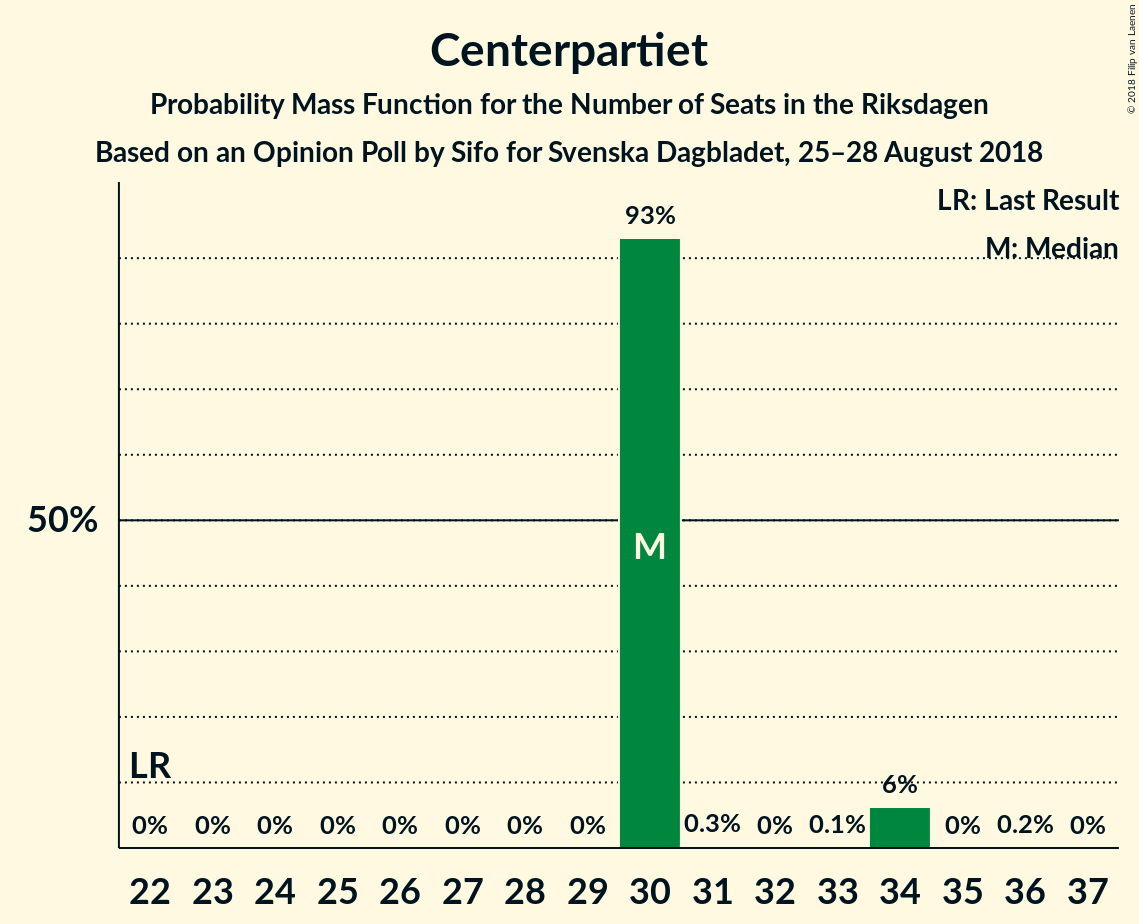 Centerpartiet
Probability Mass Function for the Number of Seats in the Riksdagen
Based on an Opinion Poll by Sifo for Svenska Dagbladet, 25–28 August 2018
© 2018 Filip van Laenen
LR: Last Result
M: Median
93%
50%
M
LR
6%
0% 0% 0% 0% 0% 0% 0% 0% 0.3% 0% 0.1% 0% 0.2% 0%
22 23 24 25 26 27 28 29 30 31 32 33 34 35 36 37